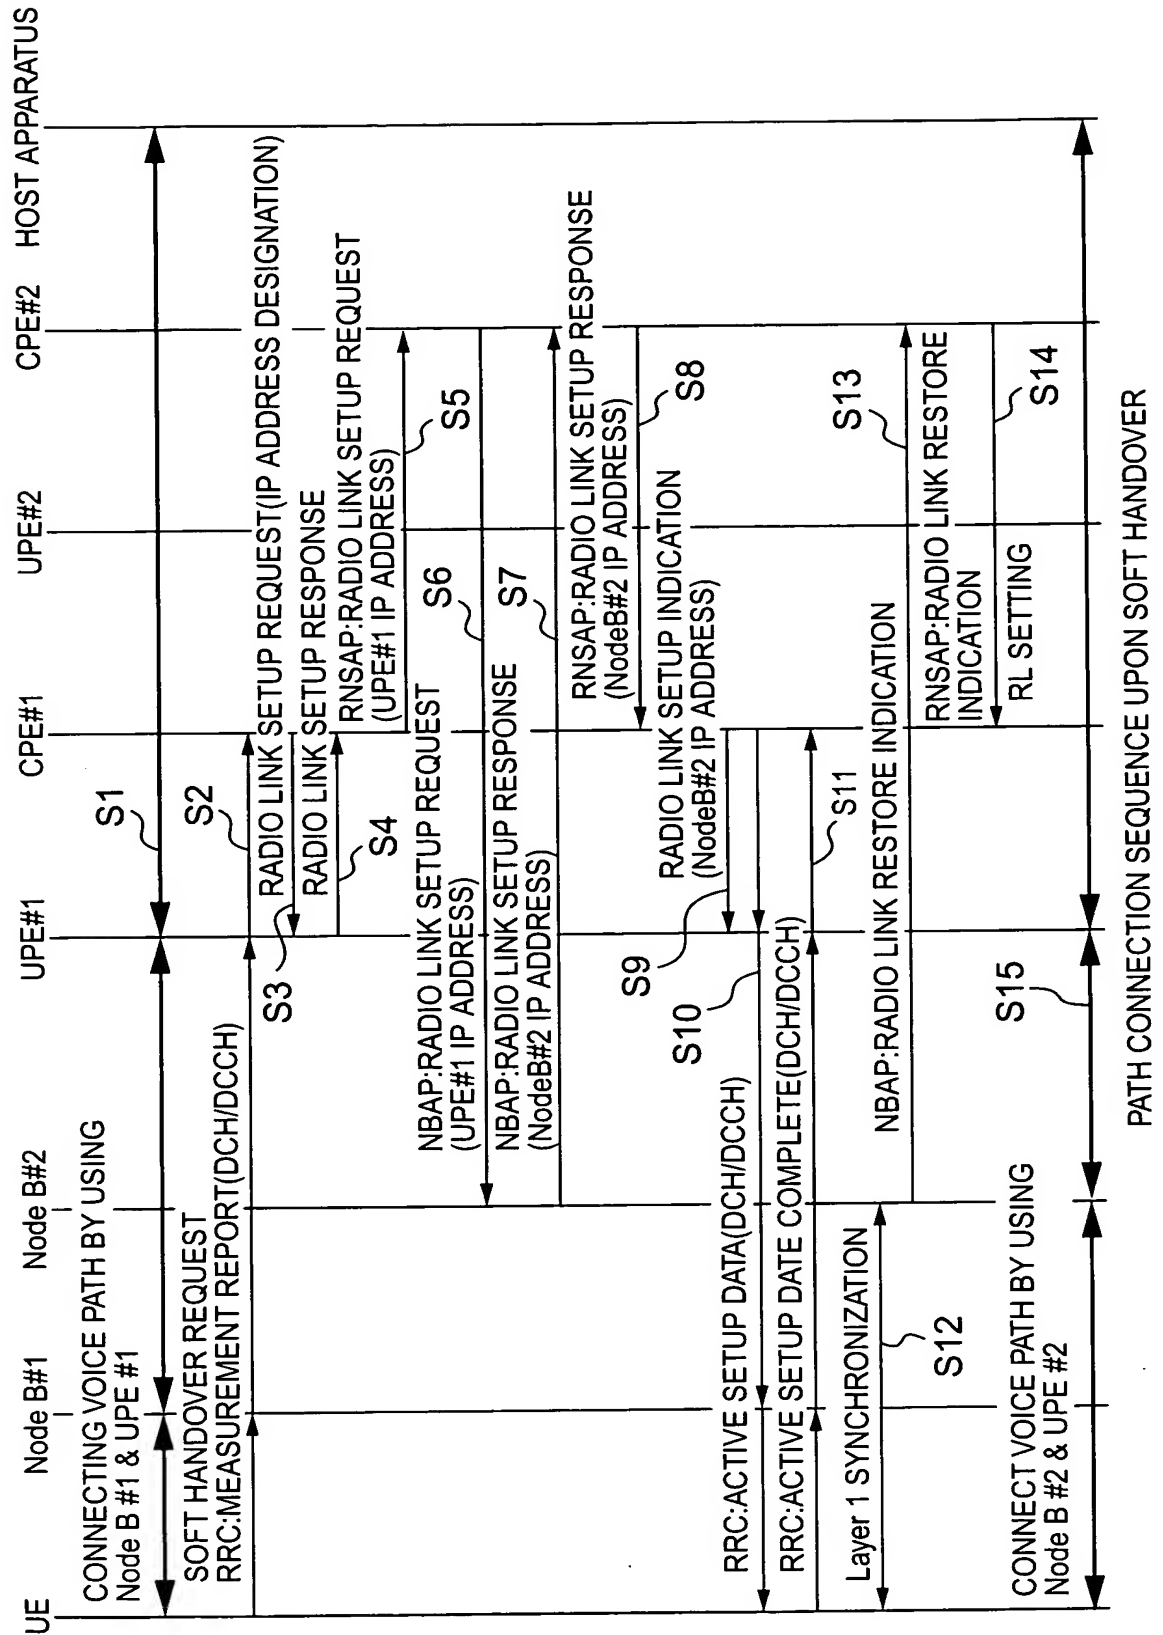 UE
Node B#1
Node B#2
UPE#1
CPE#1
UPE#2
CPE#2
HOST APPARATUS
CONNECTING VOICE PATH BY USING
Node B #1 & UPE #1
S1
SOFT HANDOVER REQUEST
RRC:MEASUREMENT REPORT(DCH/DCCH)
S2
RADIO LINK SETUP REQUEST(IP ADDRESS DESIGNATION)
S3
RADIO LINK SETUP RESPONSE
S4
RNSAP:RADIO LINK SETUP REQUEST
(UPE#1 IP ADDRESS)
S5
NBAP:RADIO LINK SETUP REQUEST
(UPE#1 IP ADDRESS)
S6
NBAP:RADIO LINK SETUP RESPONSE
(NodeB#2 IP ADDRESS)
S7
RNSAP:RADIO LINK SETUP RESPONSE
(NodeB#2 IP ADDRESS)
S8
RADIO LINK SETUP INDICATION
(NodeB#2 IP ADDRESS)
S9
S10
RRC:ACTIVE SETUP DATA(DCH/DCCH)
RRC:ACTIVE SETUP DATE COMPLETE(DCH/DCCH)
S11
Layer 1 SYNCHRONIZATION
S12
NBAP:RADIO LINK RESTORE INDICATION
S13
RNSAP:RADIO LINK RESTORE
INDICATION
S14
RL SETTING
CONNECT VOICE PATH BY USING
Node B #2 & UPE #2
S15
PATH CONNECTION SEQUENCE UPON SOFT HANDOVER